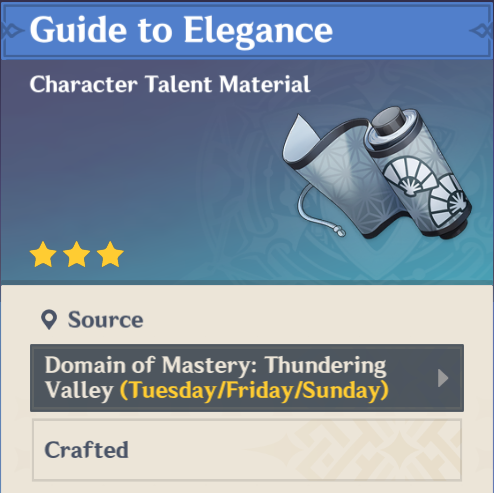 Guide to Elegance
Character Talent Material
Source
Domain of Mastery: Thundering
Valley (Tuesday/Friday/Sunday)
Crafted